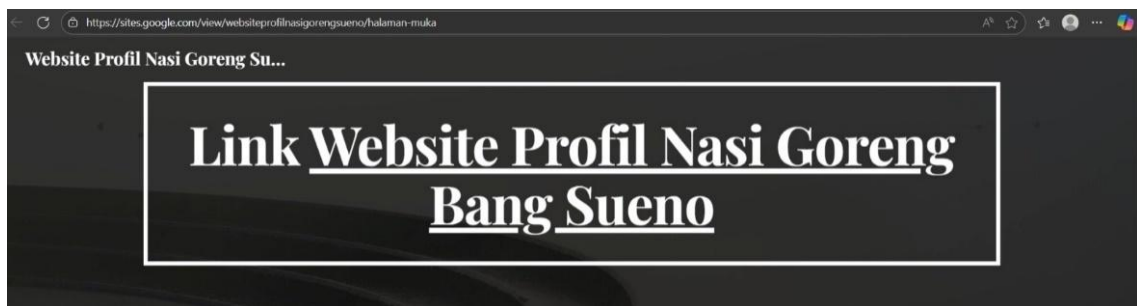 https://sites.google.com/view/websiteprofilnasigorengsueno/halaman-muka
Website Profil Nasi Goreng Su...
Link Website Profil Nasi Goreng
Bang Sueno